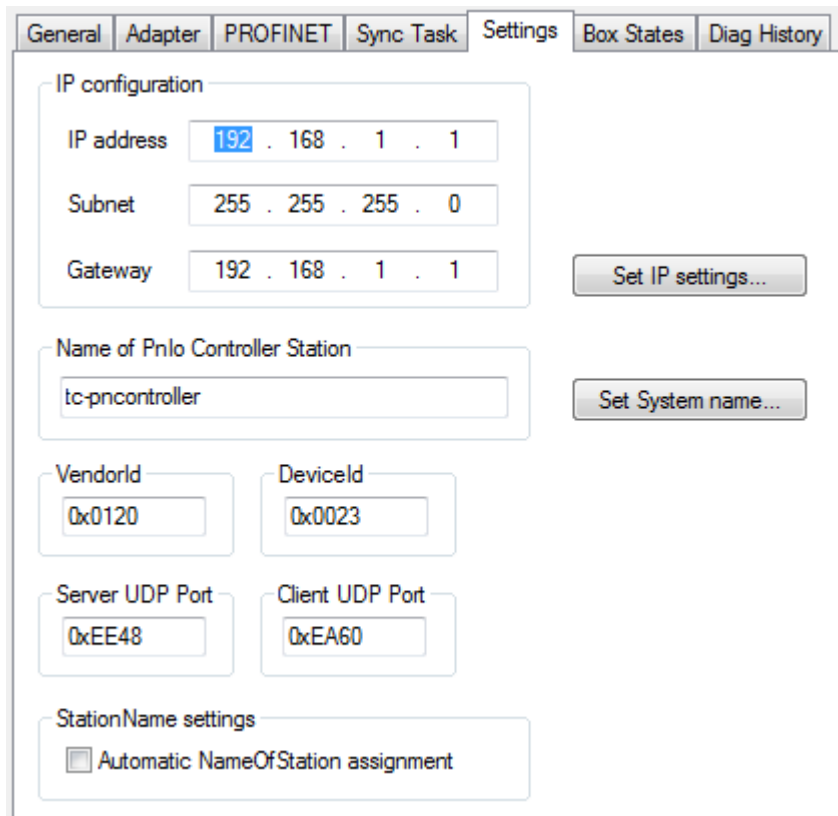 General Adapter PROFINET Sync Task Settings Box States Diag History
IP configuration
IP address 192 . 168 . 1 . 1
Subnet 255 . 255 . 255 . 0
Gateway 192 . 168 . 1 . 1
Set IP settings...
Name of PnIo Controller Station
tc-pncontroller
Set System name...
VendorId DeviceId
0x0120 0x0023
Server UDP Port Client UDP Port
0xEE48 0xEA60
StationName settings
Automatic NameOfStation assignment